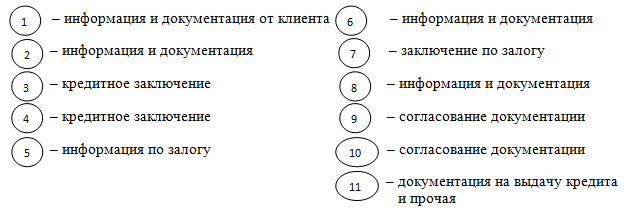 1 – информация и документация от клиента
2 – информация и документация
3 – кредитное заключение
4 – кредитное заключение
5 – информация по залогу
6 – информация и документация
7 – заключение по залогу
8 – информация и документация
9 – согласование документации
10 – согласование документации
11 – документация на выдачу кредита
и прочая